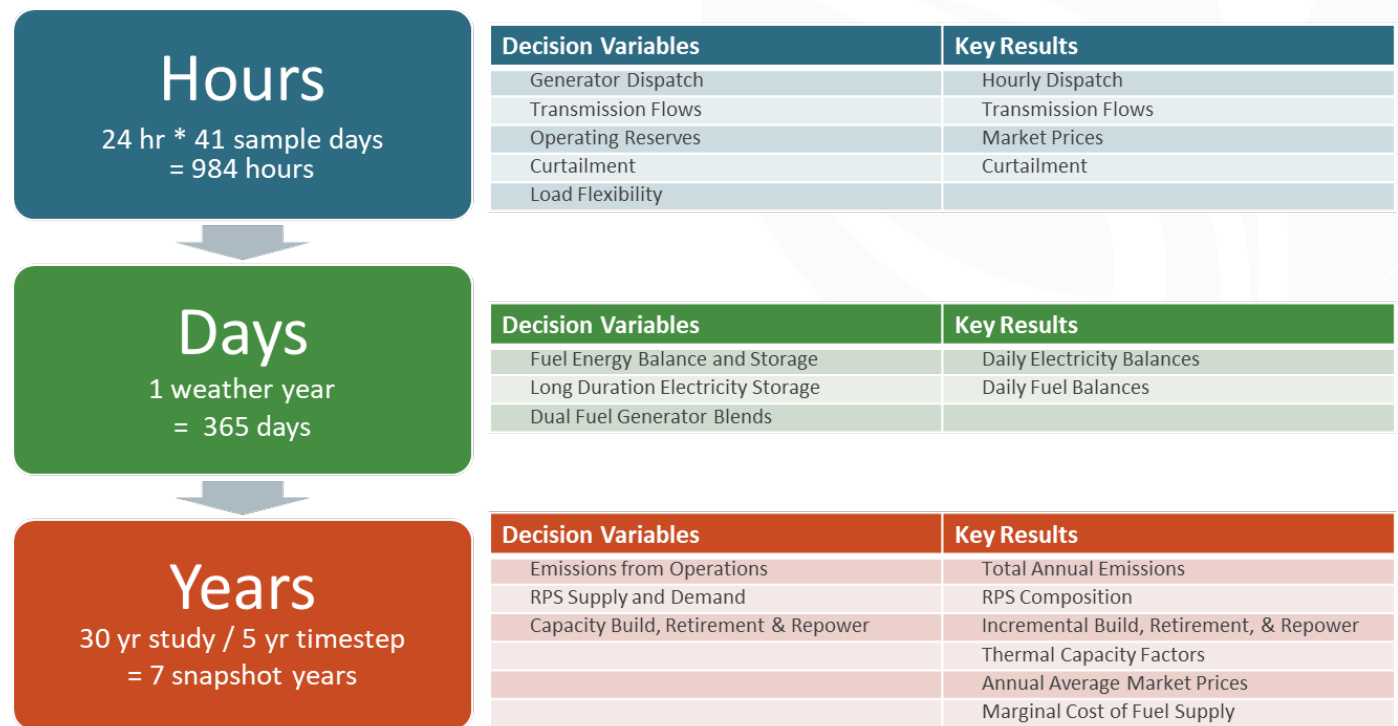 Hours
24 hr * 41 sample days
= 984 hours
Decision Variables Key Results
Generator Dispatch Hourly Dispatch
Transmission Flows Transmission Flows
Operating Reserves Market Prices
Curtailment Curtailment
Load Flexibility
Days
1 weather year
= 365 days
Decision Variables Key Results
Fuel Energy Balance and Storage Daily Electricity Balances
Long Duration Electricity Storage Daily Fuel Balances
Dual Fuel Generator Blends
Years
30 yr study / 5 yr timestep
= 7 snapshot years
Decision Variables Key Results
Emissions from Operations Total Annual Emissions
RPS Supply and Demand RPS Composition
Capacity Build, Retirement & Repower Incremental Build, Retirement, & Repower
Thermal Capacity Factors
Annual Average Market Prices
Marginal Cost of Fuel Supply